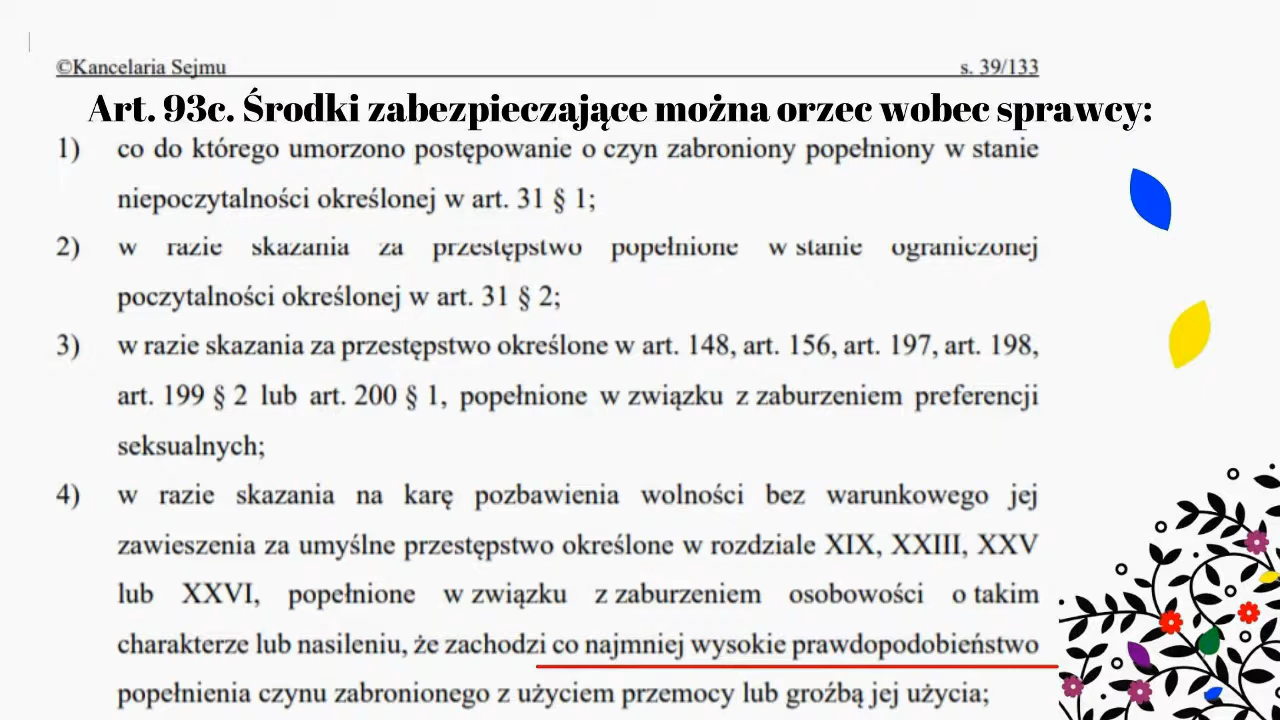 ©Kancelaria Sejmu s. 39/133
Art. 93c. Środki zabezpieczające można orzec wobec sprawcy:
1) co do którego umorzono postępowanie o czyn zabroniony popełniony w stanie
niepoczytalności określonej w art. 31 § 1;
2) w razie skazania za przestępstwo popełnione w stanie ograniczonej
poczytalności określonej w art. 31 § 2;
3) w razie skazania za przestępstwo określone w art. 148, art. 156, art. 197, art. 198,
art. 199 § 2 lub art. 200 § 1, popełnione w związku z zaburzeniem preferencji
seksualnych;
4) w razie skazania na karę pozbawienia wolności bez warunkowego jej
zawieszenia za umyślne przestępstwo określone w rozdziale XIX, XXIII, XXV
lub XXVI, popełnione w związku z zaburzeniem osobowości o takim
charakterze lub nasileniu, że zachodzi co najmniej wysokie prawdopodobieństwo
popełnienia czynu zabronionego z użyciem przemocy lub groźbą jej użycia;